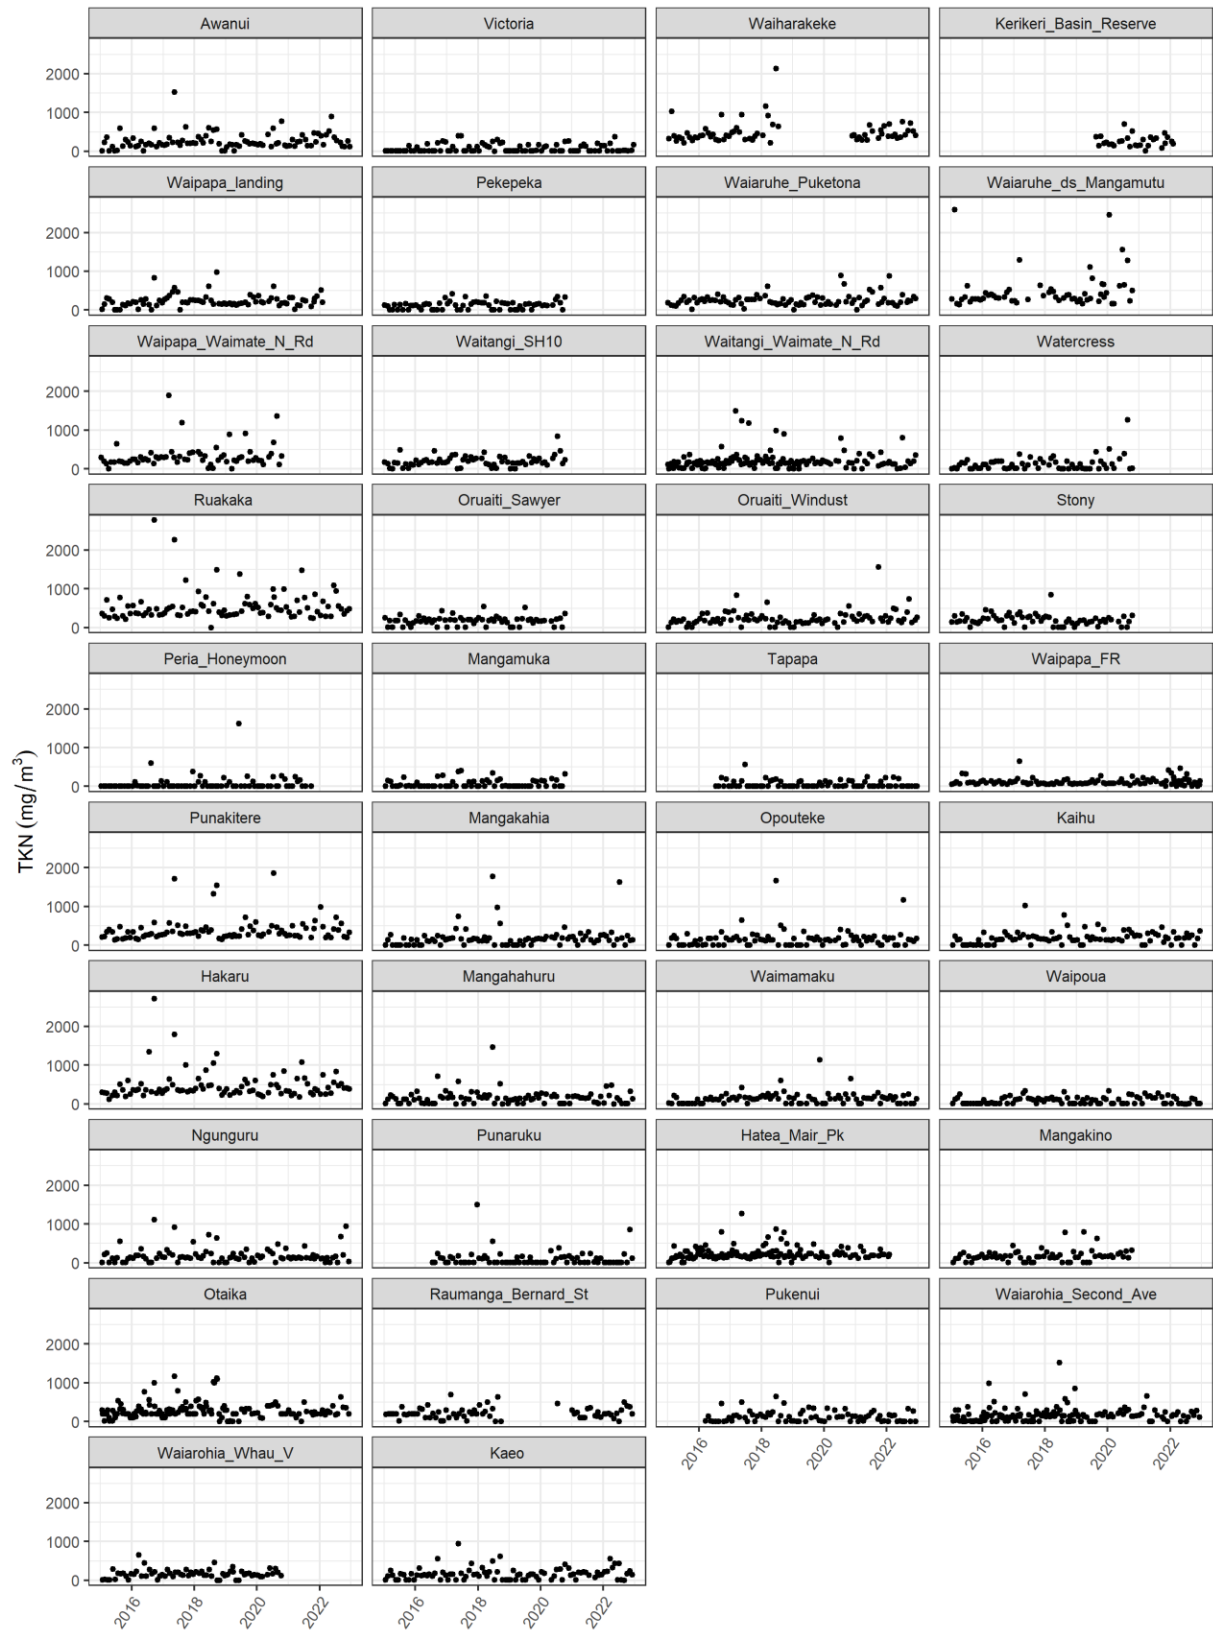 Awanui Victoria Waiharakeke Kerikeri_Basin_Reserve
2000
1000
0
Waipapa_landing Pekepeka Waiaruhe_Puketona Waiaruhe_ds_Mangamutu
2000
1000
0
Waipapa_Waimate_N_Rd Waitangi_SH10 Waitangi_Waimate_N_Rd Watercress
2000
1000
0
Ruakaka Oruaiti_Sawyer Oruaiti_Windust Stony
2000
1000
0
Peria_Honeymoon Mangamuka Tapapa Waipapa_FR
2000
1000
0
TKN (mg/m³)
Punakitere Mangakahia Opouteke Kaihu
2000
1000
0
Hakaru Mangahahuru Waimamaku Waipoua
2000
1000
0
Ngunguru Punaruku Hatea_Mair_Pk Mangakino
2000
1000
0
Otaika Raumanga_Bernard_St Pukenui Waiarohia_Second_Ave
2000
1000
0
2016 2018 2020 2022 2016 2018 2020 2022
Waiarohia_Whau_V Kaeo
2000
1000
0
2016 2018 2020 2022 2016 2018 2020 2022